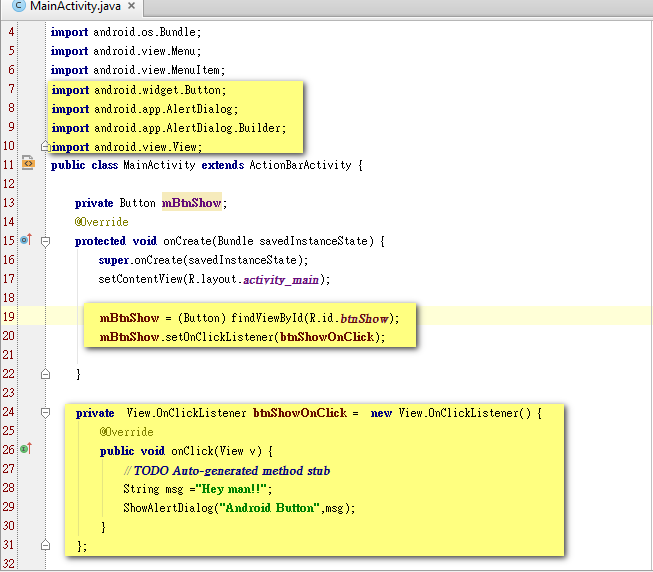 MainActivity.java ×
4 import android.os.Bundle;
5 import android.view.Menu;
6 import android.view.MenuItem;
7 import android.widget.Button;
8 import android.app.AlertDialog;
9 import android.app.AlertDialog.Builder;
10 import android.view.View;
11 public class MainActivity extends ActionBarActivity {
12
13 private Button mBtnShow;
14 @Override
15 protected void onCreate(Bundle savedInstanceState) {
16 super.onCreate(savedInstanceState);
17 setContentView(R.layout.activity_main);
18
19 mBtnShow = (Button) findViewById(R.id.btnShow);
20 mBtnShow.setOnClickListener(btnShowOnClick);
21
22 }
23
24 private View.OnClickListener btnShowOnClick = new View.OnClickListener() {
25 @Override
26 public void onClick(View v) {
27 // TODO Auto-generated method stub
28 String msg ="Hey man!!";
29 ShowAlertDialog("Android Button",msg);
30 }
31 };
32